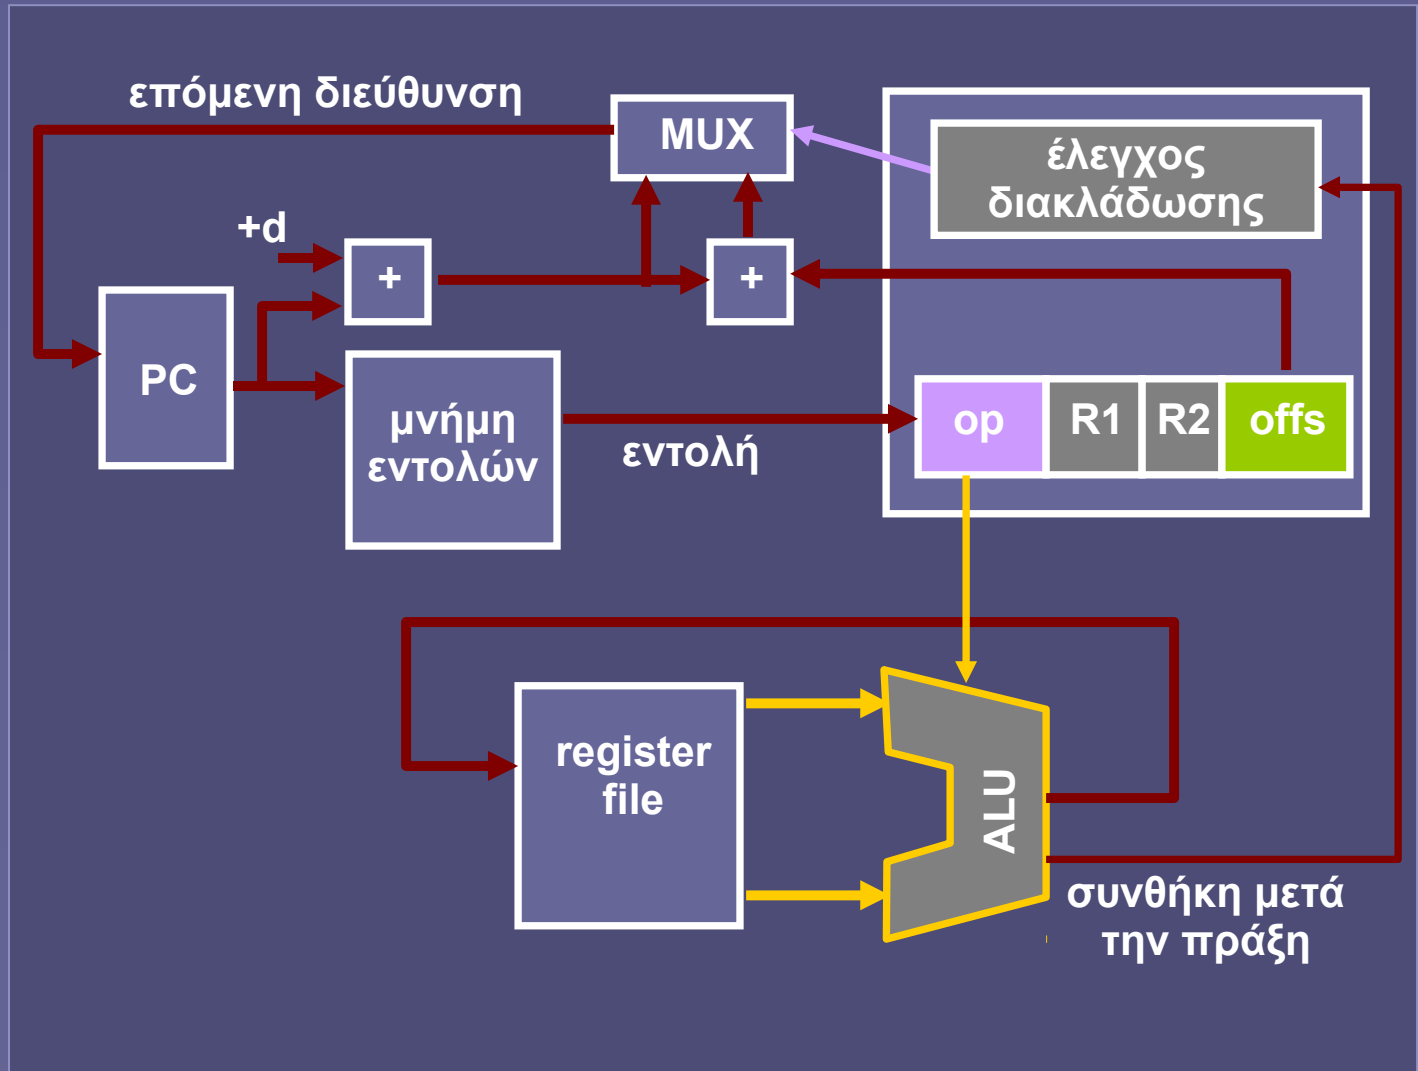 επόμενη διεύθυνση
MUX
έλεγχος
διακλάδωσης
+d
+
+
PC
μνήμη
εντολών
εντολή
op R1 R2 offs
register
file
ALU
συνθήκη μετά
την πράξη